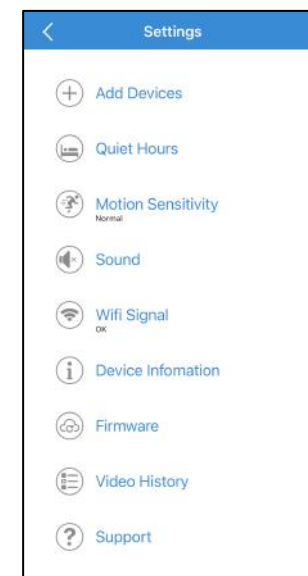 Settings
Add Devices
Quiet Hours
Motion Sensitivity
Normal
Sound
Wifi Signal
OK
Device Infomation
Firmware
Video History
Support